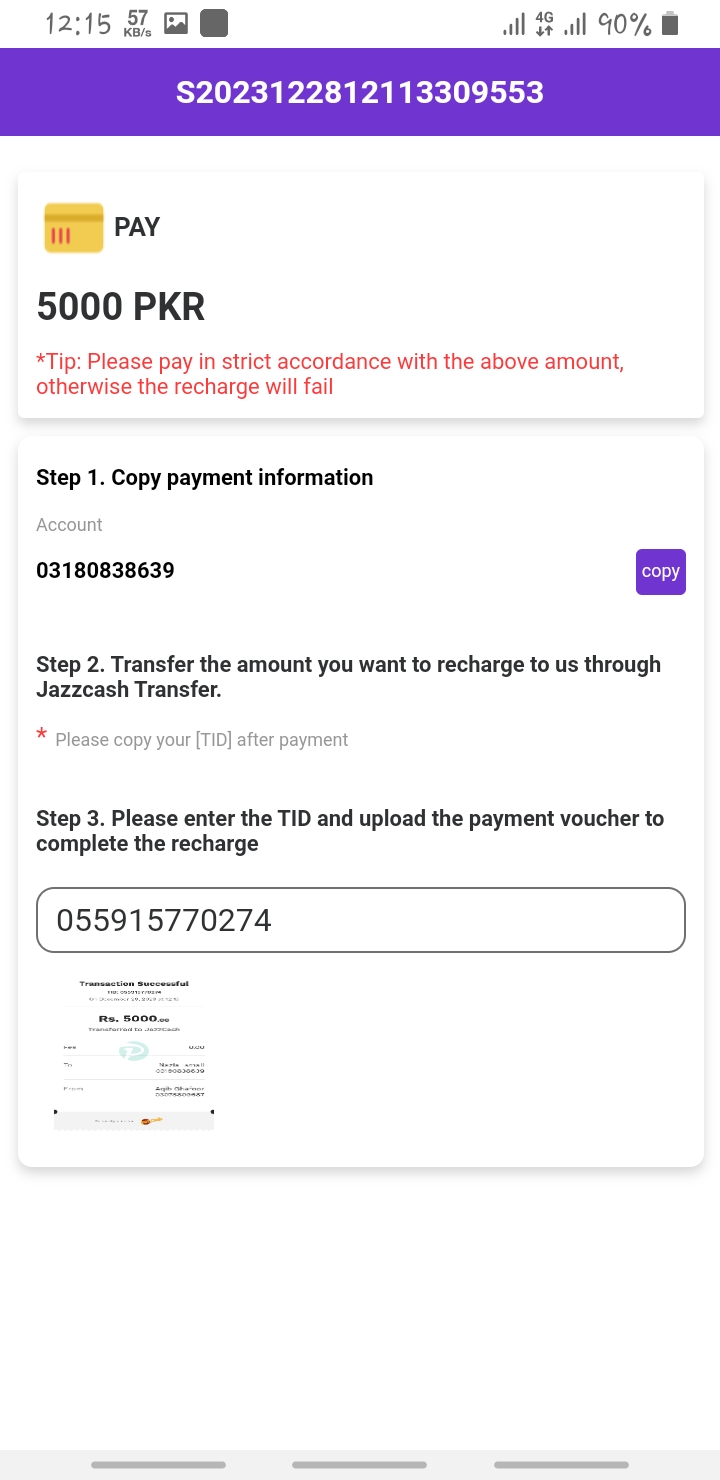 12:15 57 KB/s 4G 90%
S2023122812113309553
PAY
5000 PKR
*Tip: Please pay in strict accordance with the above amount,
otherwise the recharge will fail
Step 1. Copy payment information
Account
03180838639
copy
Step 2. Transfer the amount you want to recharge to us through
Jazzcash Transfer.
* Please copy your [TID] after payment
Step 3. Please enter the TID and upload the payment voucher to
complete the recharge
055915770274
Transaction Successful
TID: 055915770274
Rs. 5000.00
Transferred to JazzCash
Fee 0.00
To
03180838639
From Aqib Ghafoor